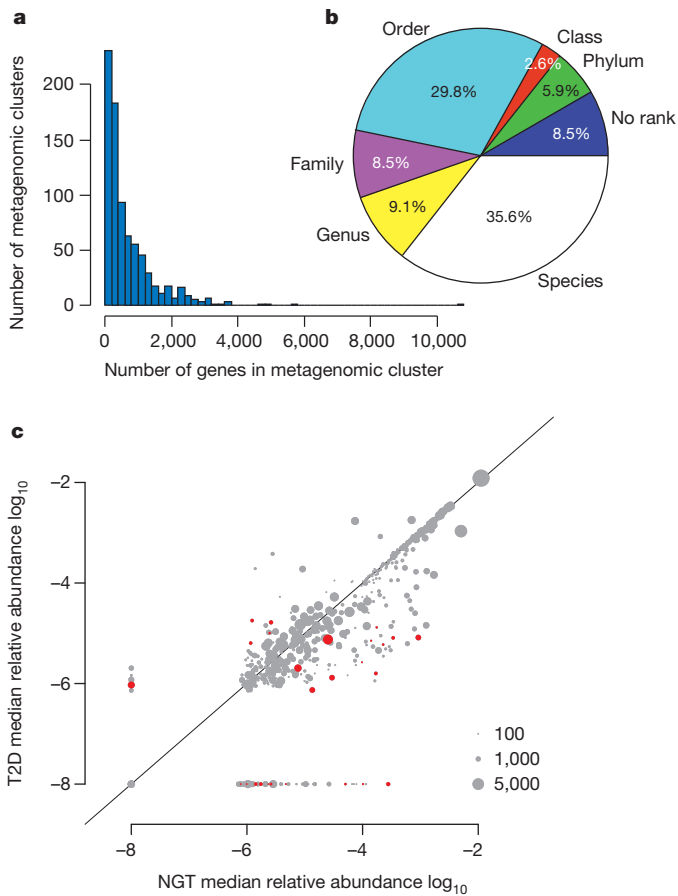 a
Number of metagenomic clusters
200
150
100
50
0
0 2,000 4,000 6,000 8,000 10,000
Number of genes in metagenomic cluster
b
Order
Class
Phylum
No rank
Family
Genus
Species
29.8%
2.6%
5.9%
8.5%
8.5%
9.1%
35.6%
c
T2D median relative abundance log10
−2
−4
−6
−8
100
1,000
5,000
−8 −6 −4 −2
NGT median relative abundance log10